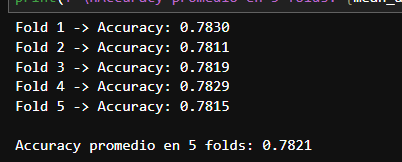 Fold 1 -> Accuracy: 0.7830
Fold 2 -> Accuracy: 0.7811
Fold 3 -> Accuracy: 0.7819
Fold 4 -> Accuracy: 0.7829
Fold 5 -> Accuracy: 0.7815
Accuracy promedio en 5 folds: 0.7821